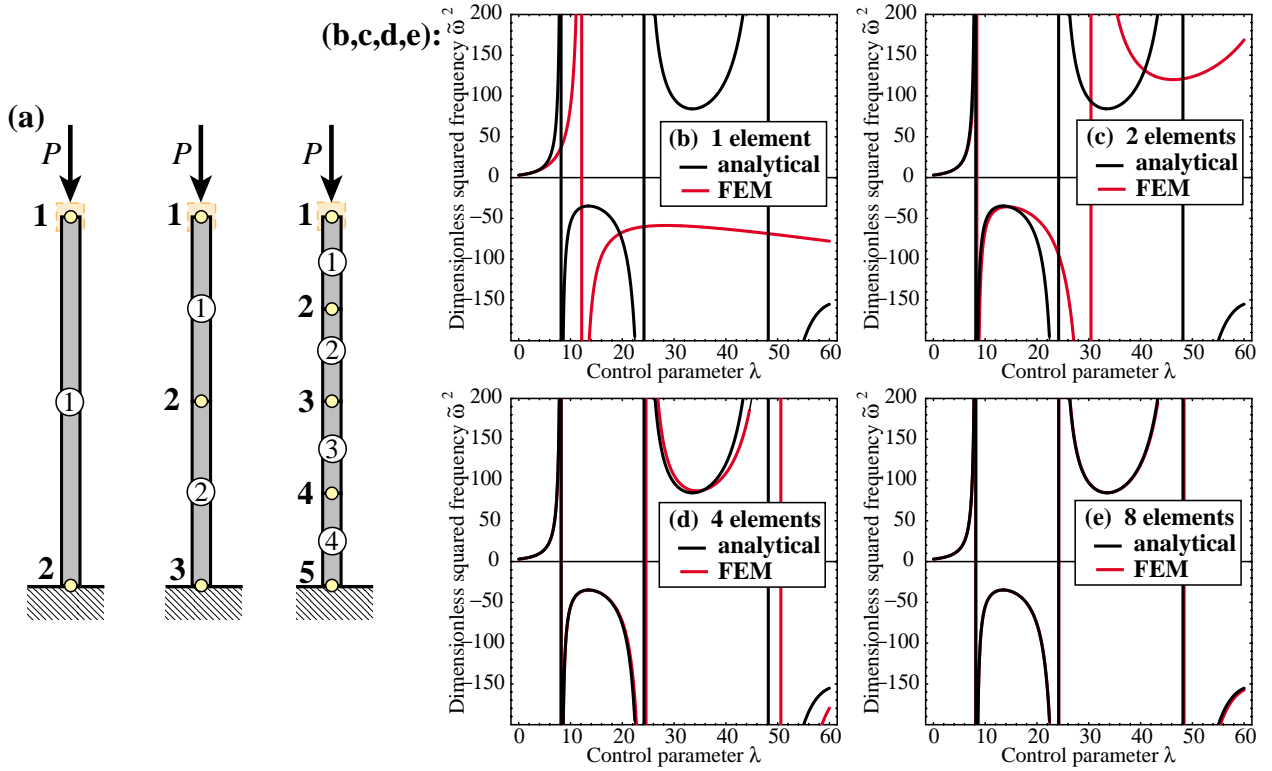 (a)
P
P
P
1
1
1
1
1
1
2
2
2
3
2
3
2
4
4
2
3
5
(b,c,d,e):
Dimensionless squared frequency ω̃²
200
150
100
50
0
−50
−100
−150
(b) 1 element
analytical
FEM
0 10 20 30 40 50 60
Control parameter λ
Dimensionless squared frequency ω̃²
200
150
100
50
0
−50
−100
−150
(c) 2 elements
analytical
FEM
0 10 20 30 40 50 60
Control parameter λ
Dimensionless squared frequency ω̃²
200
150
100
50
0
−50
−100
−150
(d) 4 elements
analytical
FEM
0 10 20 30 40 50 60
Control parameter λ
Dimensionless squared frequency ω̃²
200
150
100
50
0
−50
−100
−150
(e) 8 elements
analytical
FEM
0 10 20 30 40 50 60
Control parameter λ